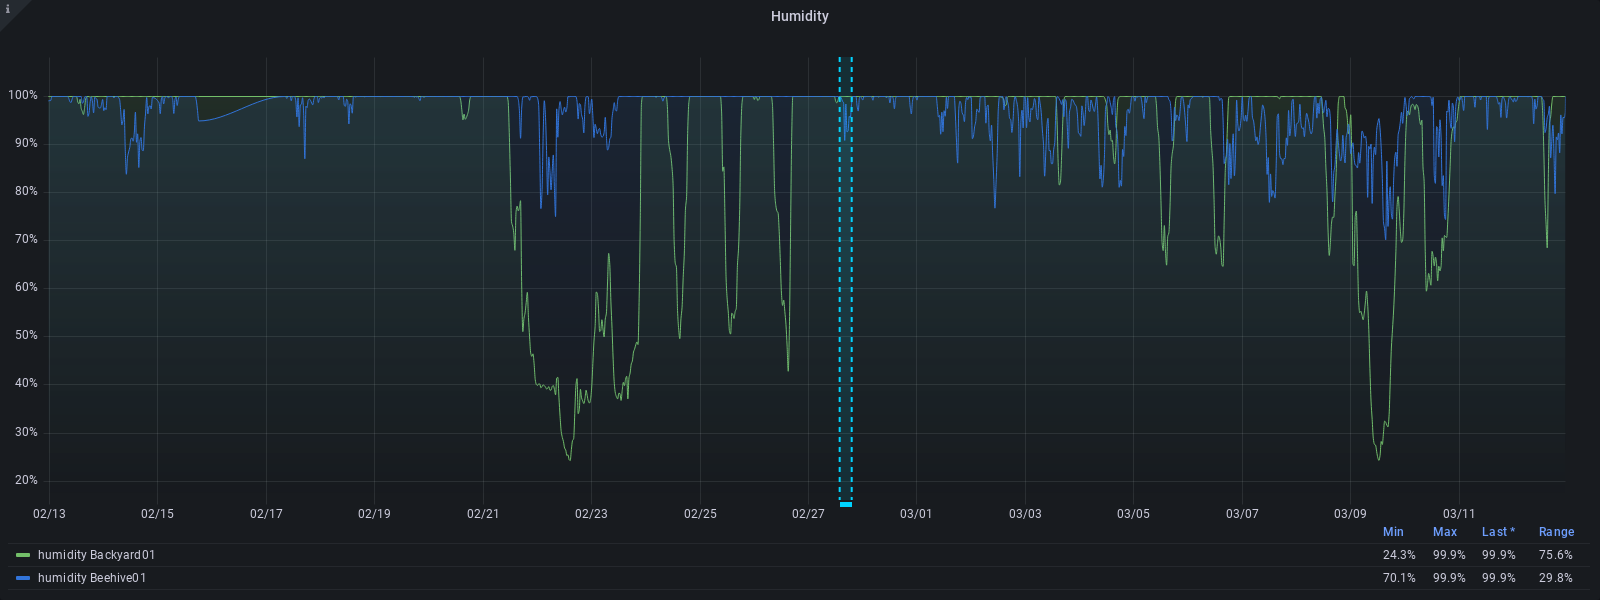 i
Humidity
100%
90%
80%
70%
60%
50%
40%
30%
20%
02/13 02/15 02/17 02/19 02/21 02/23 02/25 02/27 03/01 03/03 03/05 03/07 03/09 03/11
Min Max Last * Range
humidity Backyard01 24.3% 99.9% 99.9% 75.6%
humidity Beehive01 70.1% 99.9% 99.9% 29.8%